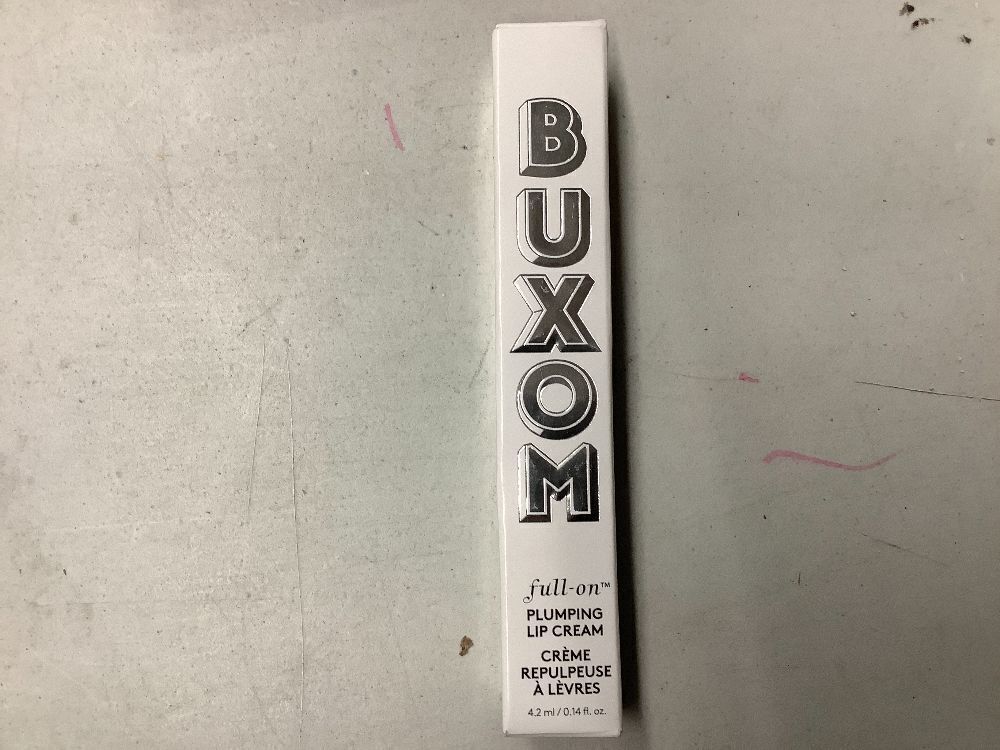 BUXOM
full-on™
PLUMPING
LIP CREAM
CRÈME
REPULPEUSE
À LÈVRES
4.2 ml / 0.14 fl. oz.